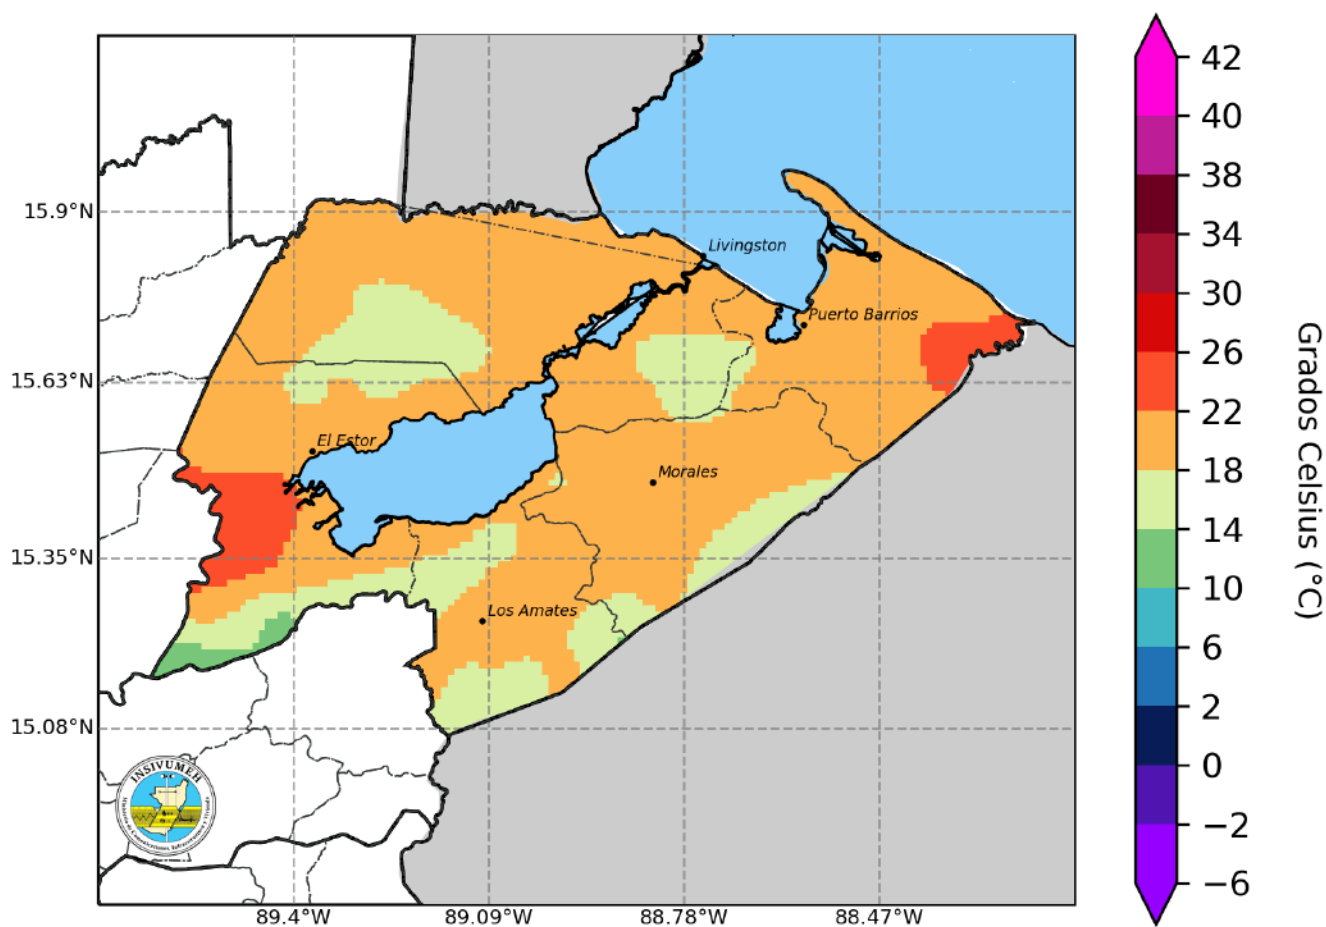 15.9°N
15.63°N
15.35°N
15.08°N
Livingston
Puerto Barrios
El Estor
Morales
Los Amates
INSIVUMEH
89.4°W
89.09°W
88.78°W
88.47°W
42
40
38
34
30
26
22
18
14
10
6
2
0
−2
−6
Grados Celsius (°C)